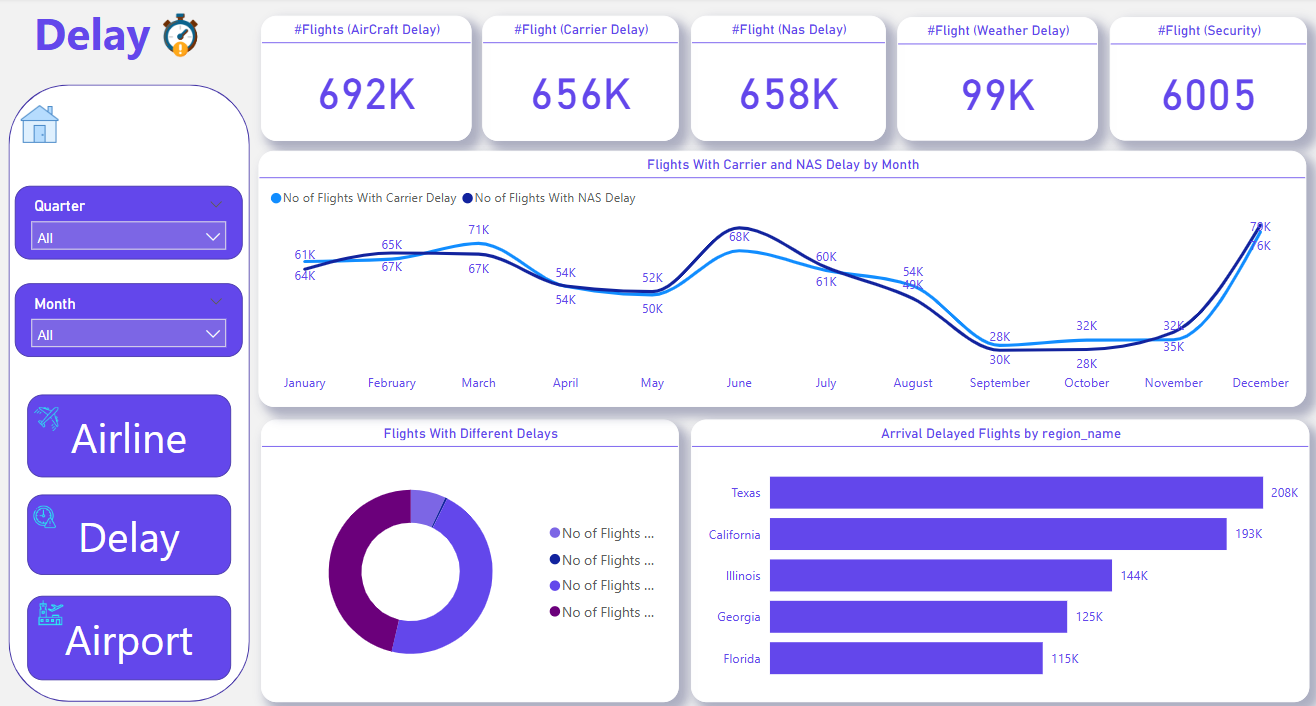 Delay
Quarter
All
Month
All
Airline
Delay
Airport
#Flights (AirCraft Delay)
692K
#Flight (Carrier Delay)
656K
#Flight (Nas Delay)
658K
#Flight (Weather Delay)
99K
#Flight (Security)
6005
Flights With Carrier and NAS Delay by Month
No of Flights With Carrier Delay No of Flights With NAS Delay
61K 65K 71K 54K 52K 68K 60K 54K 28K 32K 32K
64K 67K 67K 54K 50K 61K 49K 30K 28K 35K 6K
January February March April May June July August September October November December
Flights With Different Delays
No of Flights ...
No of Flights ...
No of Flights ...
No of Flights ...
Arrival Delayed Flights by region_name
Texas 208K
California 193K
Illinois 144K
Georgia 125K
Florida 115K